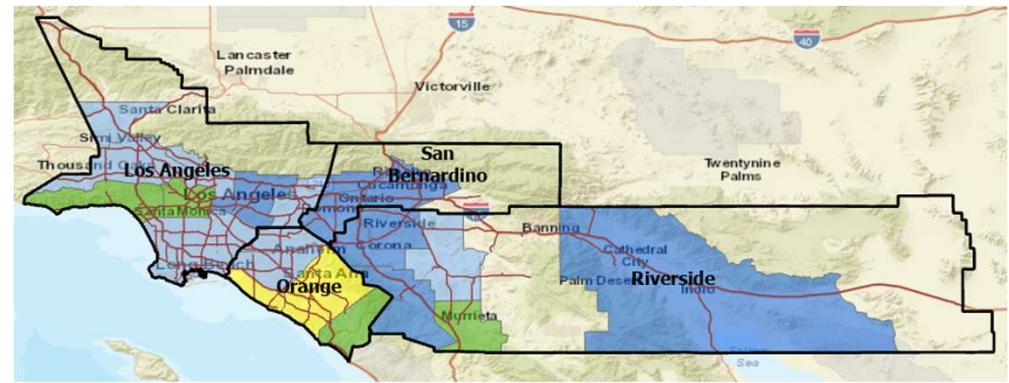 15
40
Lancaster
Palmdale
Victorville
Santa Clarita
Simi Valley
Thousand Oaks
Los Angeles
San
Bernardino
Twentynine
Palms
Cucamonga
Los Angeles
Ontario
Santa Monica
Riverside
Banning
Anaheim
Corona
Cathedral
City
Long Beach
Santa Ana
Palm Dese
Riverside
Indio
Orange
Murrieta
Salton
Sea